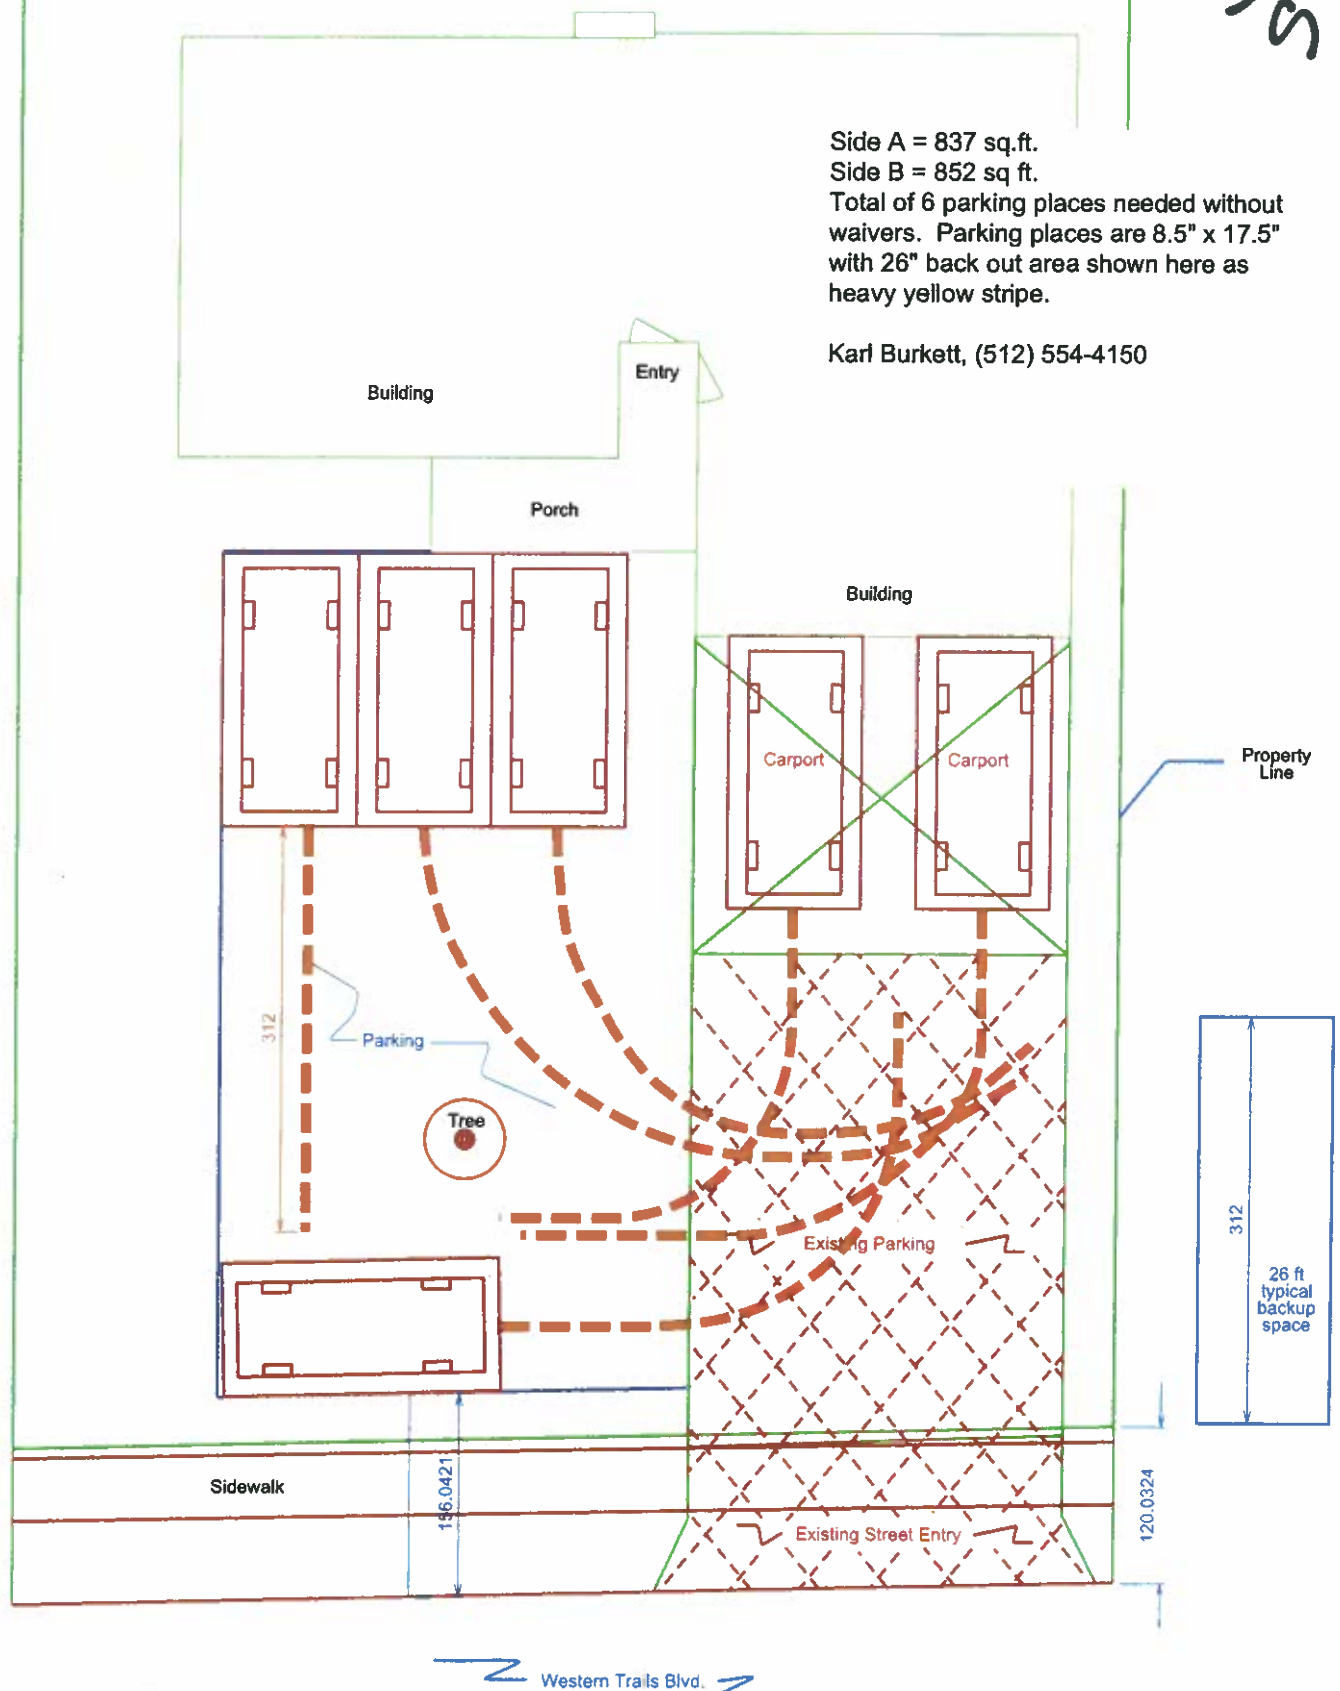 Side A = 837 sq.ft.
Side B = 852 sq ft.
Total of 6 parking places needed without
waivers. Parking places are 8.5" x 17.5"
with 26" back out area shown here as
heavy yellow stripe.
Karl Burkett, (512) 554-4150
Entry
Building
Porch
Building
Carport
Carport
Property
Line
312
Parking
Tree
Existing Parking
312
26 ft
typical
backup
space
Sidewalk
156.0421
120.0324
Existing Street Entry
Western Trails Blvd.